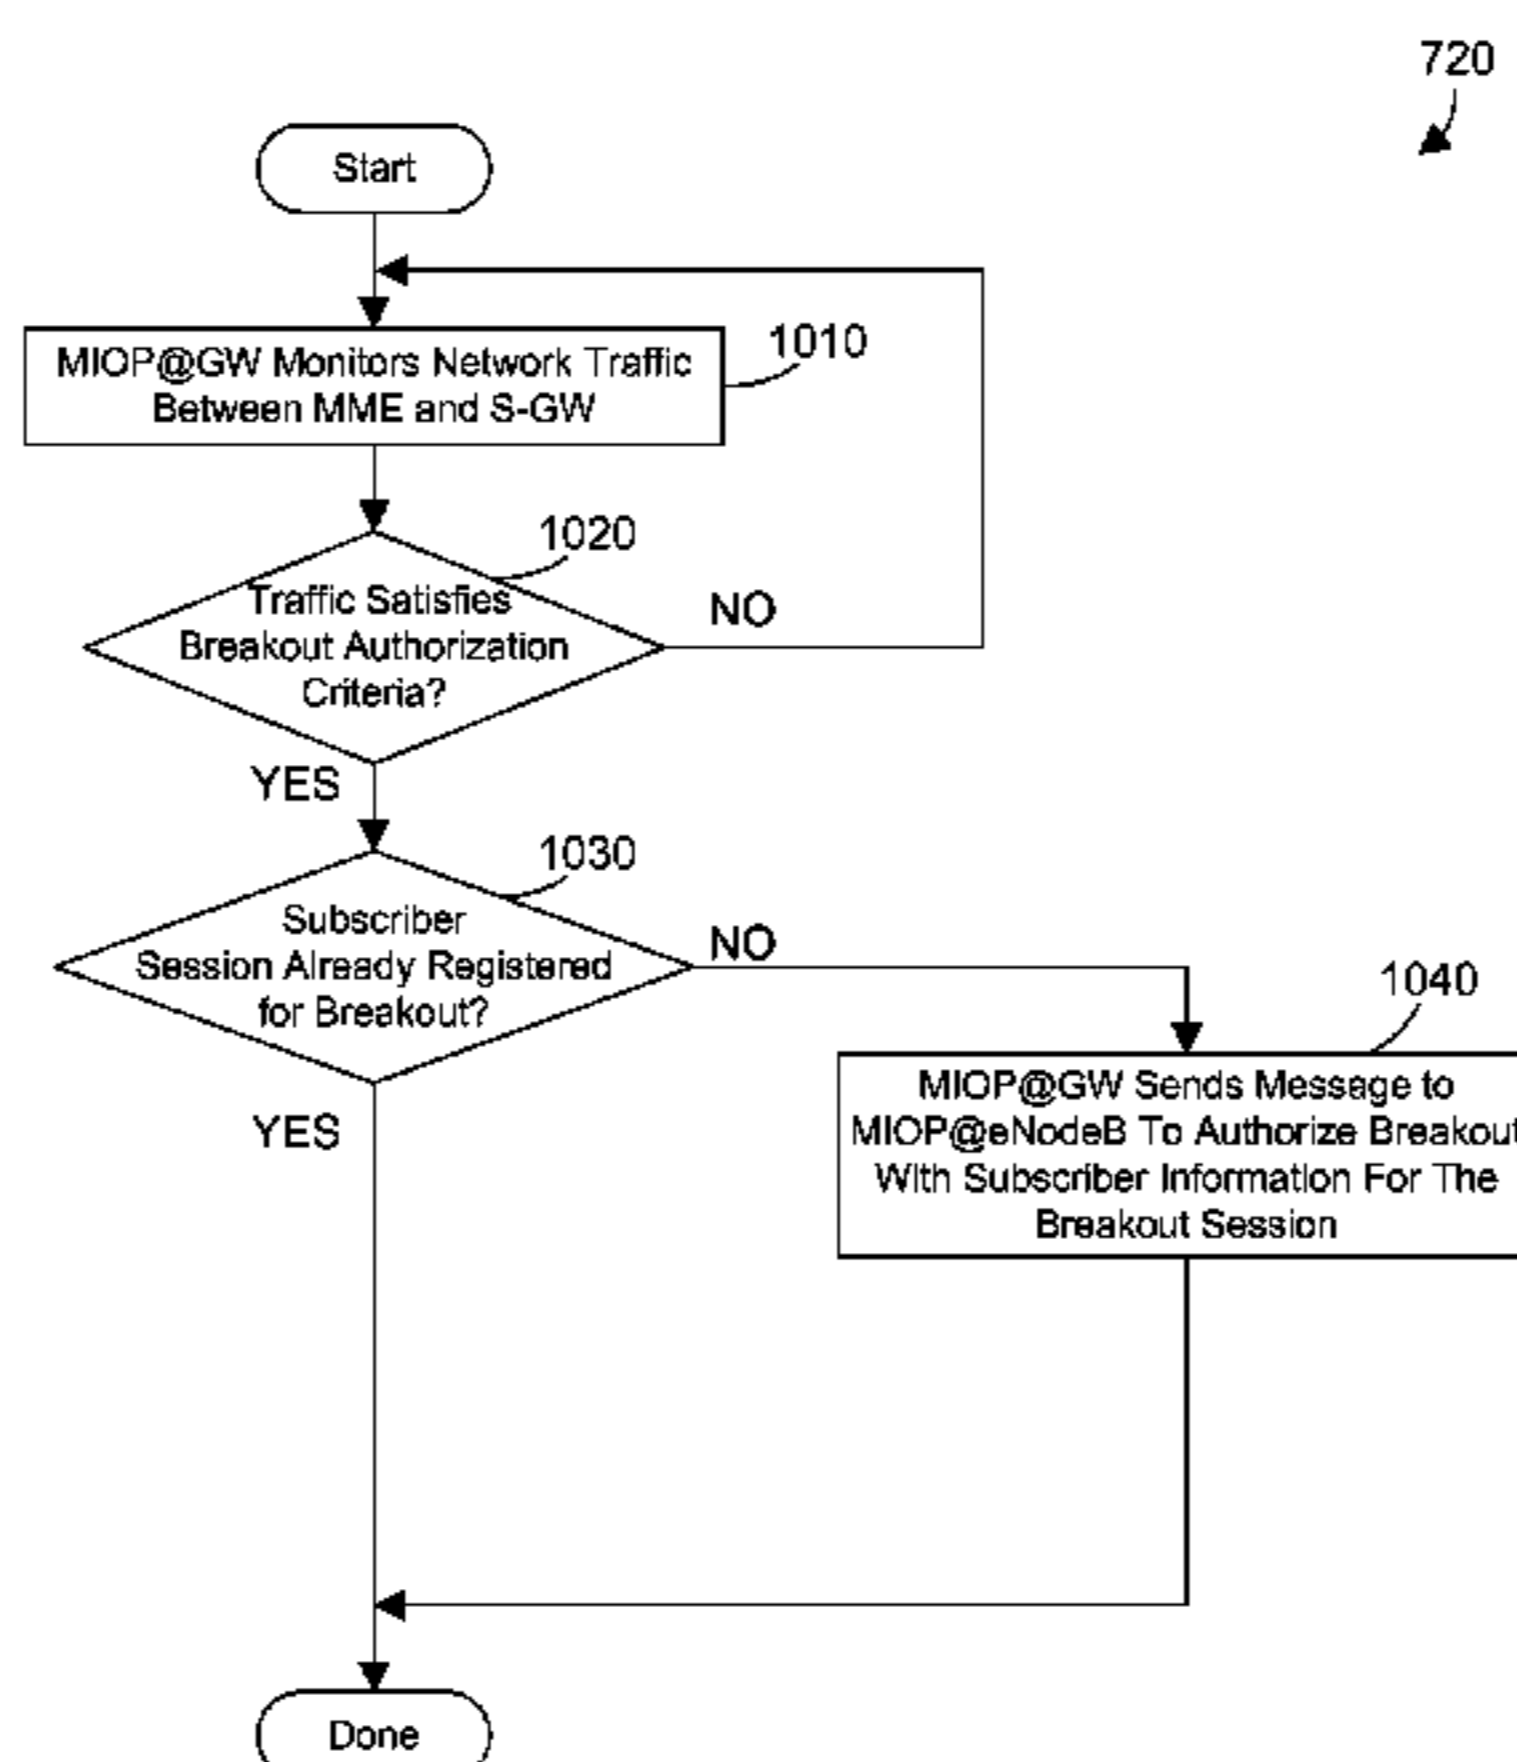 720
Start
MIOP@GW Monitors Network Traffic
Between MME and S-GW
1010
1020
Traffic Satisfies
Breakout Authorization
Criteria?
NO
YES
1030
Subscriber
Session Already Registered
for Breakout?
NO
YES
1040
MIOP@GW Sends Message to
MIOP@eNodeB To Authorize Breakout
With Subscriber Information For The
Breakout Session
Done